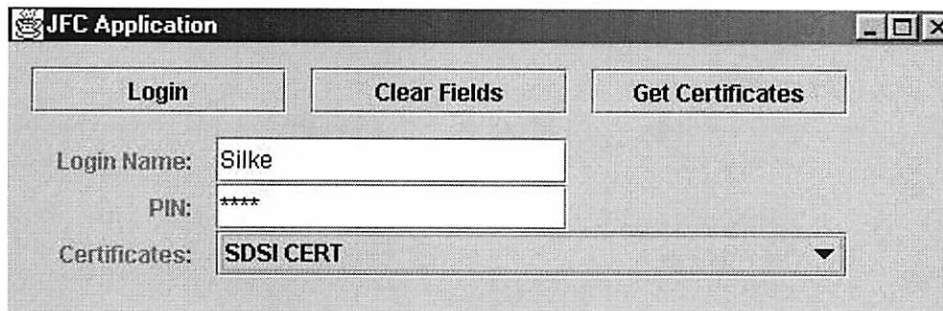 JFC Application
Login Clear Fields Get Certificates
Login Name: Silke
PIN: ****
Certificates: SDSI CERT